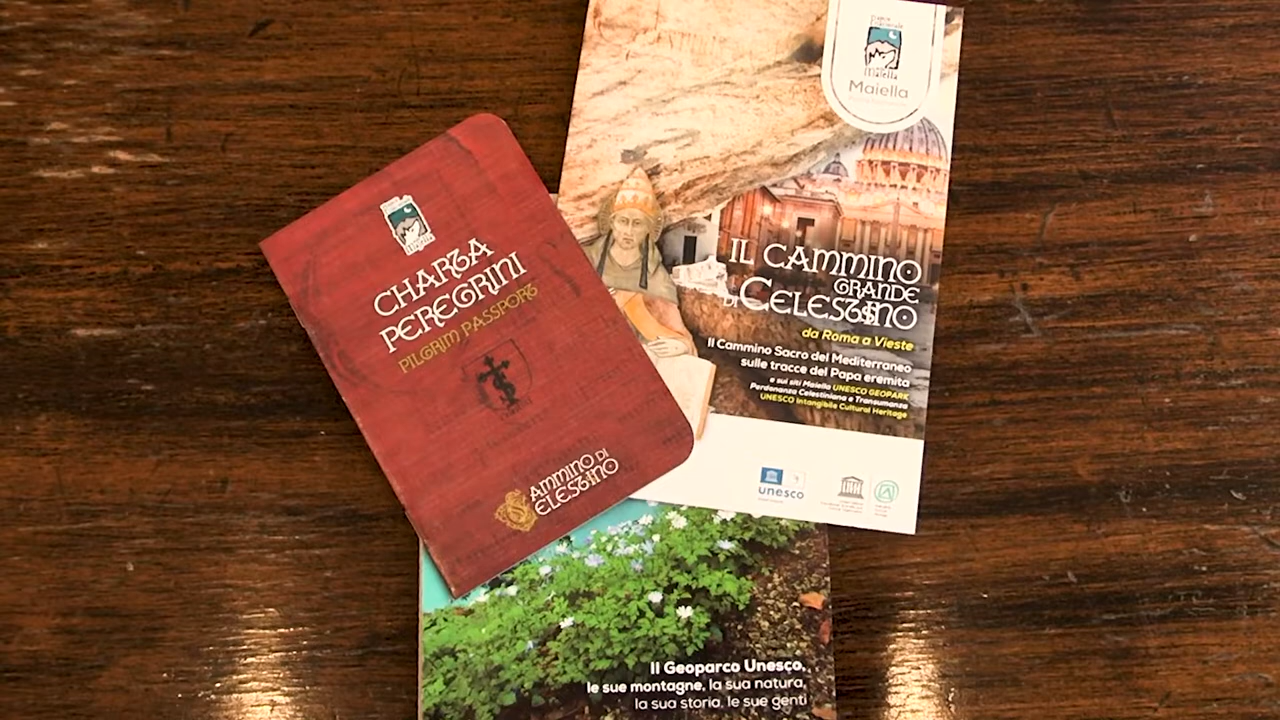 CHARTA
PEREGRINI
PILGRIM PASSPORT
CAMMINO DI
CELESTINO
Maiella
Maiella
IL CAMMINO
GRANDE
DI CELESTINO
da Roma a Vieste
Il Cammino Sacro del Mediterraneo
sulle tracce del Papa eremita
e sui siti Maiella UNESCO GEOPARK
Perdonanza Celestiniana e Transumanza
UNESCO Intangible Cultural Heritage
unesco
Il Geoparco Unesco,
le sue montagne, la sua natura,
la sua storia, le sue genti